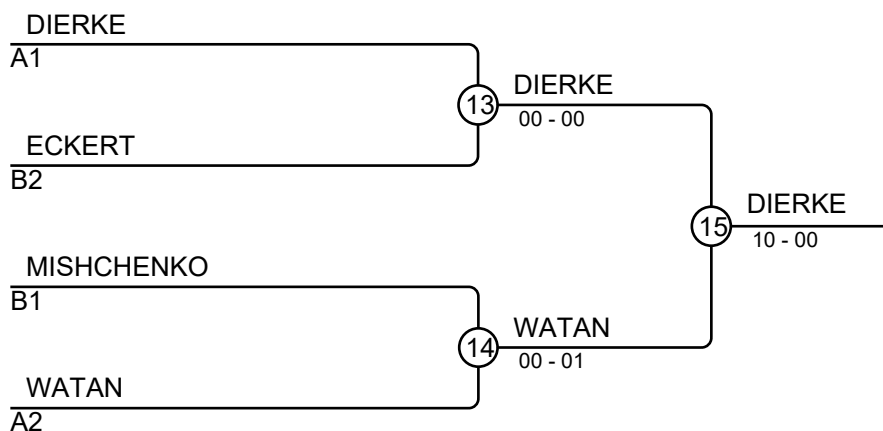 DIERKE
A1
13
DIERKE
00 - 00
ECKERT
B2
15
DIERKE
10 - 00
MISHCHENKO
B1
14
WATAN
00 - 01
WATAN
A2